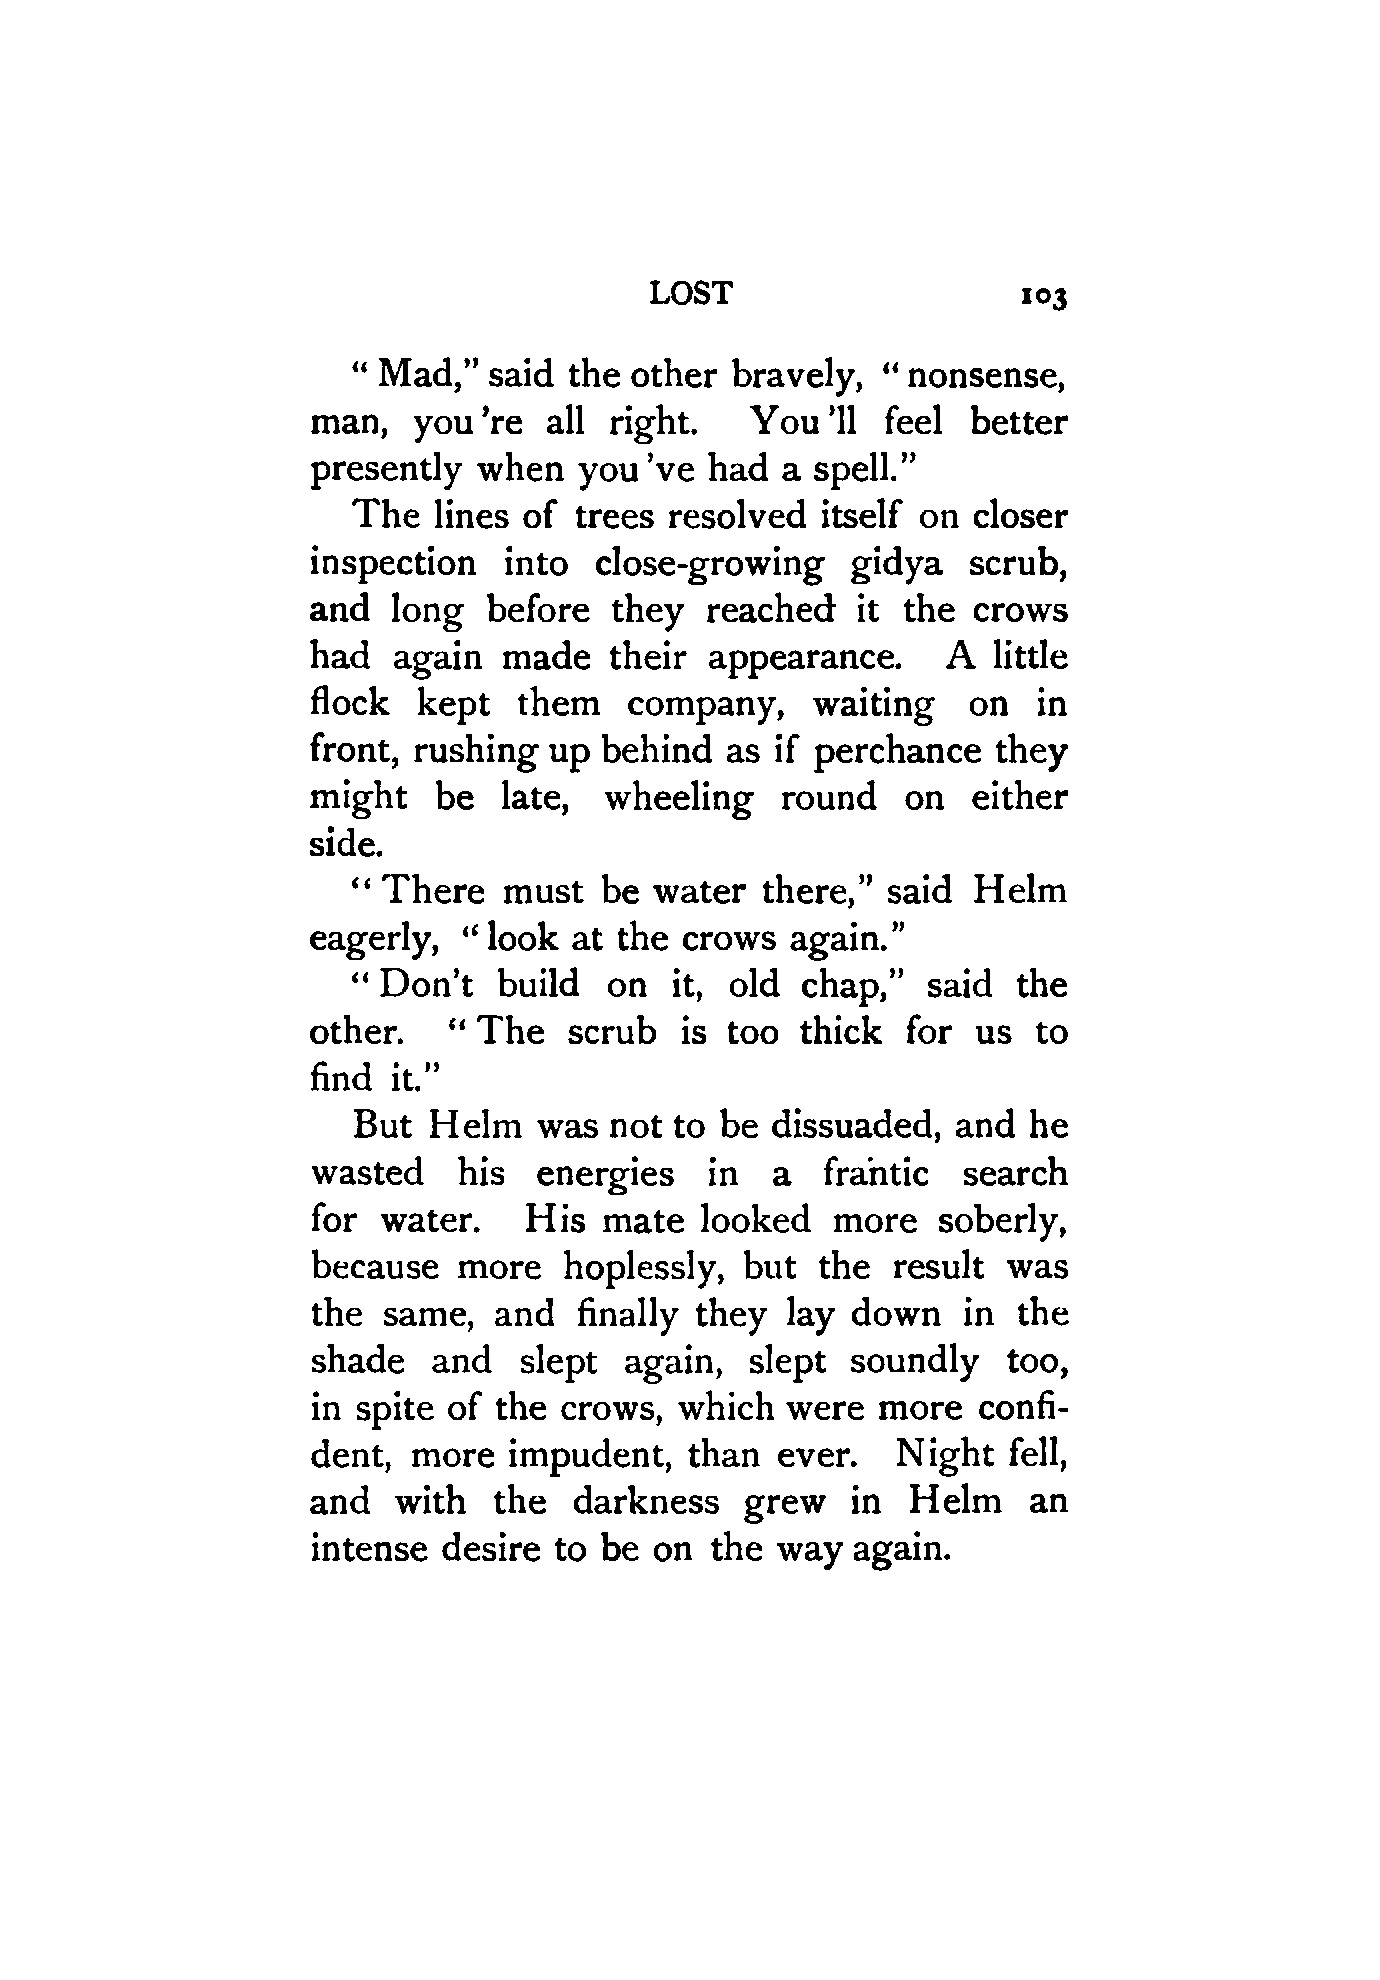 LOST 103
" Mad," said the other bravely, " nonsense,
man, you 're all right. You 'll feel better
presently when you 've had a spell."
The lines of trees resolved itself on closer
inspection into close-growing gidya scrub,
and long before they reached it the crows
had again made their appearance. A little
flock kept them company, waiting on in
front, rushing up behind as if perchance they
might be late, wheeling round on either
side.
" There must be water there," said Helm
eagerly, " look at the crows again."
" Don't build on it, old chap," said the
other. " The scrub is too thick for us to
find it."
But Helm was not to be dissuaded, and he
wasted his energies in a frantic search
for water. His mate looked more soberly,
because more hoplessly, but the result was
the same, and finally they lay down in the
shade and slept again, slept soundly too,
in spite of the crows, which were more confi-
dent, more impudent, than ever. Night fell,
and with the darkness grew in Helm an
intense desire to be on the way again.